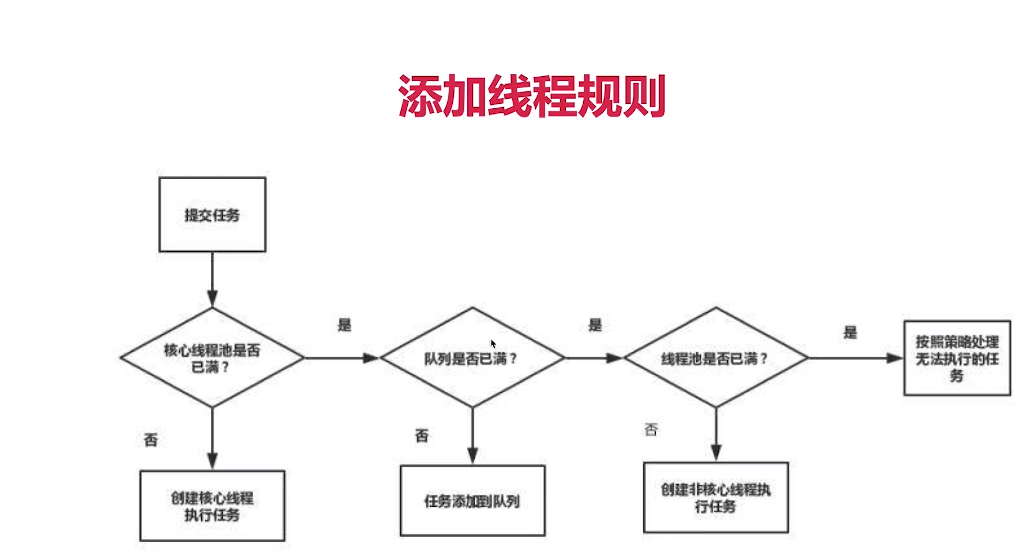 添加线程规则
提交任务
核心线程池是否
已满？
是
队列是否已满？
是
线程池是否已满？
是
按照策略处理
无法执行的任
务
否
创建核心线程
执行任务
否
任务添加到队列
否
创建非核心线程执
行任务